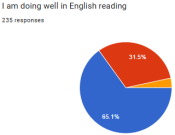 I am doing well in English reading
235 responses
31.5%
65.1%